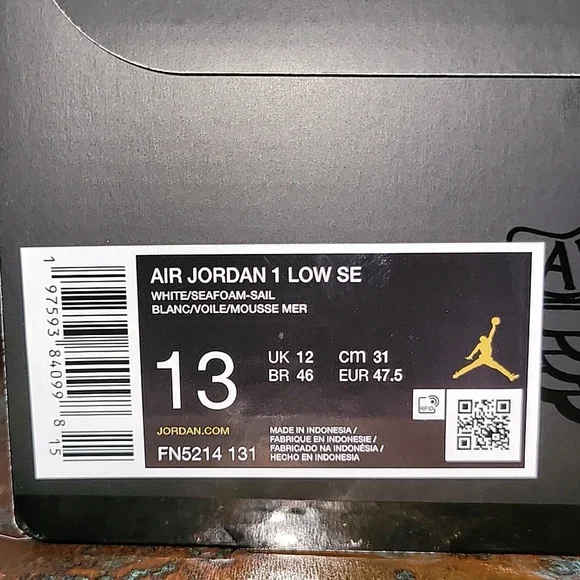 AIR JORDAN 1 LOW SE
WHITE/SEAFOAM-SAIL
BLANC/VOILE/MOUSSE MER
13
UK 12 cm 31
BR 46 EUR 47.5
JORDAN.COM
FN5214 131
RFID
MADE IN INDONESIA /
FABRIQUE EN INDONESIE /
FABRICADO NA INDONÉSIA /
HECHO EN INDONESIA
1 97593 84099 8 15